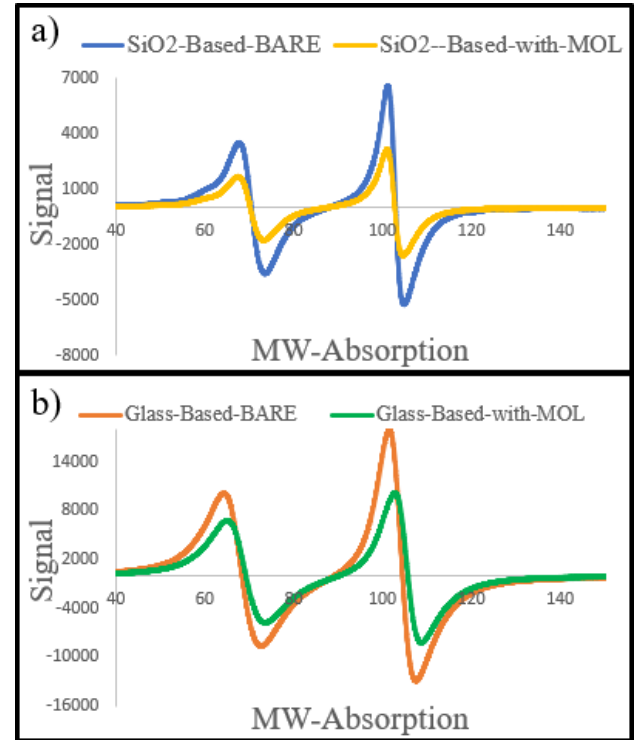 a)
SiO2-Based-BARE SiO2--Based-with-MOL
7000
4000
1000
-2000
-5000
-8000
Signal
40 60 80 100 120 140
MW-Absorption
b)
Glass-Based-BARE Glass-Based-with-MOL
14000
8000
2000
-4000
-10000
-16000
Signal
40 60 80 100 120 140
MW-Absorption